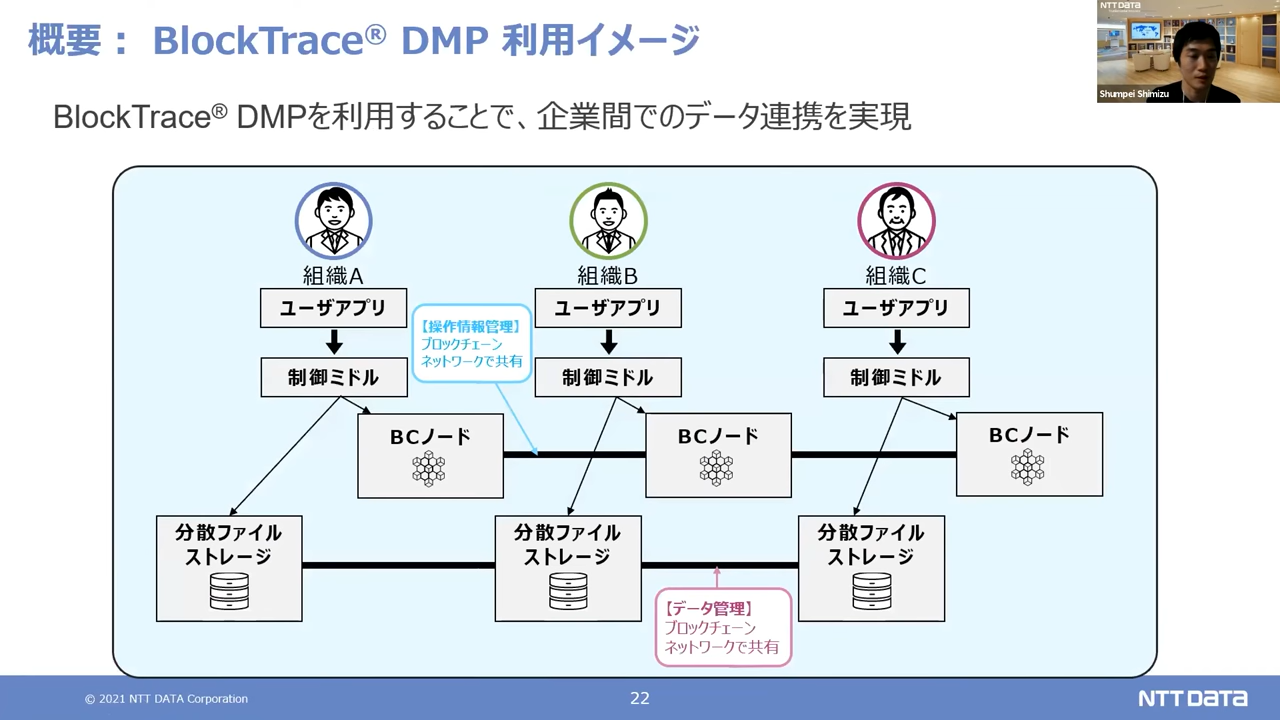 概要： BlockTrace® DMP 利用イメージ
NTT DATA
Shumpei Shimizu
BlockTrace® DMPを利用することで、企業間でのデータ連携を実現
組織A
組織B
組織C
ユーザアプリ
ユーザアプリ
ユーザアプリ
【操作情報管理】
ブロックチェーン
ネットワークで共有
制御ミドル
制御ミドル
制御ミドル
BCノード
BCノード
BCノード
分散ファイル
ストレージ
分散ファイル
ストレージ
分散ファイル
ストレージ
【データ管理】
ブロックチェーン
ネットワークで共有
© 2021 NTT DATA Corporation
22
NTT DATA